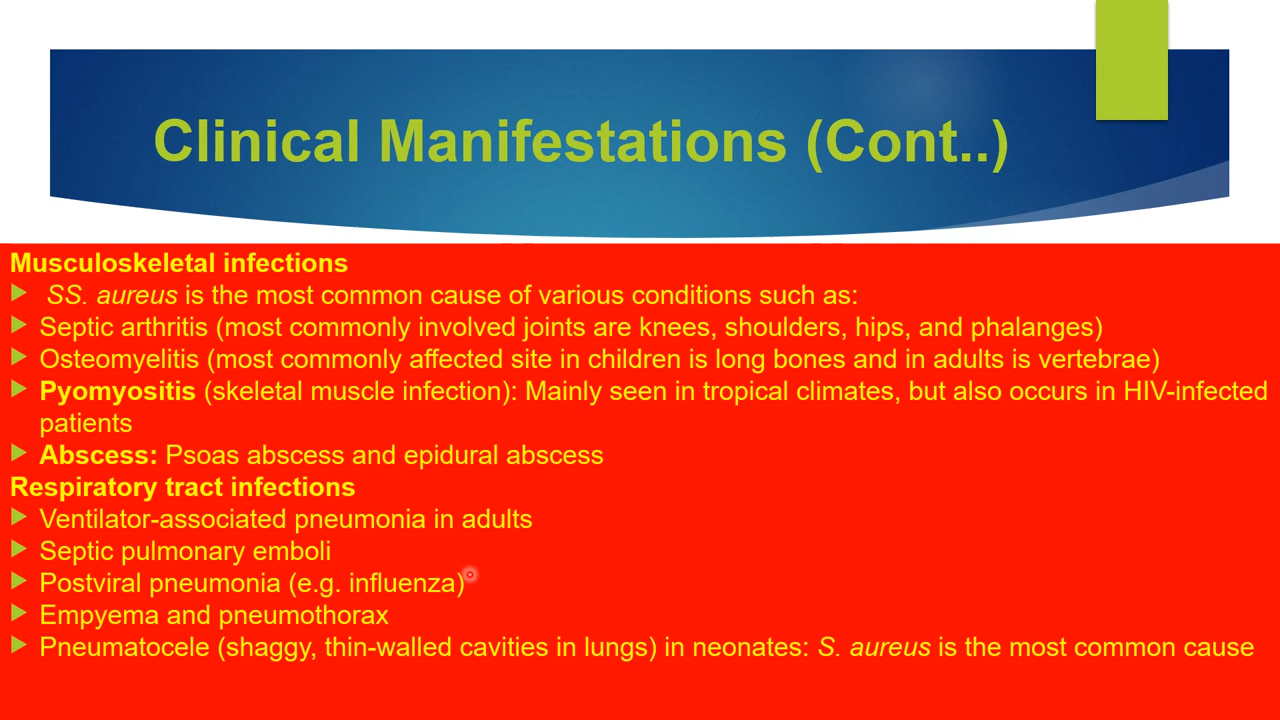 Clinical Manifestations (Cont..)
Musculoskeletal infections
SS. aureus is the most common cause of various conditions such as:
Septic arthritis (most commonly involved joints are knees, shoulders, hips, and phalanges)
Osteomyelitis (most commonly affected site in children is long bones and in adults is vertebrae)
Pyomyositis (skeletal muscle infection): Mainly seen in tropical climates, but also occurs in HIV-infected
patients
Abscess: Psoas abscess and epidural abscess
Respiratory tract infections
Ventilator-associated pneumonia in adults
Septic pulmonary emboli
Postviral pneumonia (e.g. influenza)
Empyema and pneumothorax
Pneumatocele (shaggy, thin-walled cavities in lungs) in neonates: S. aureus is the most common cause